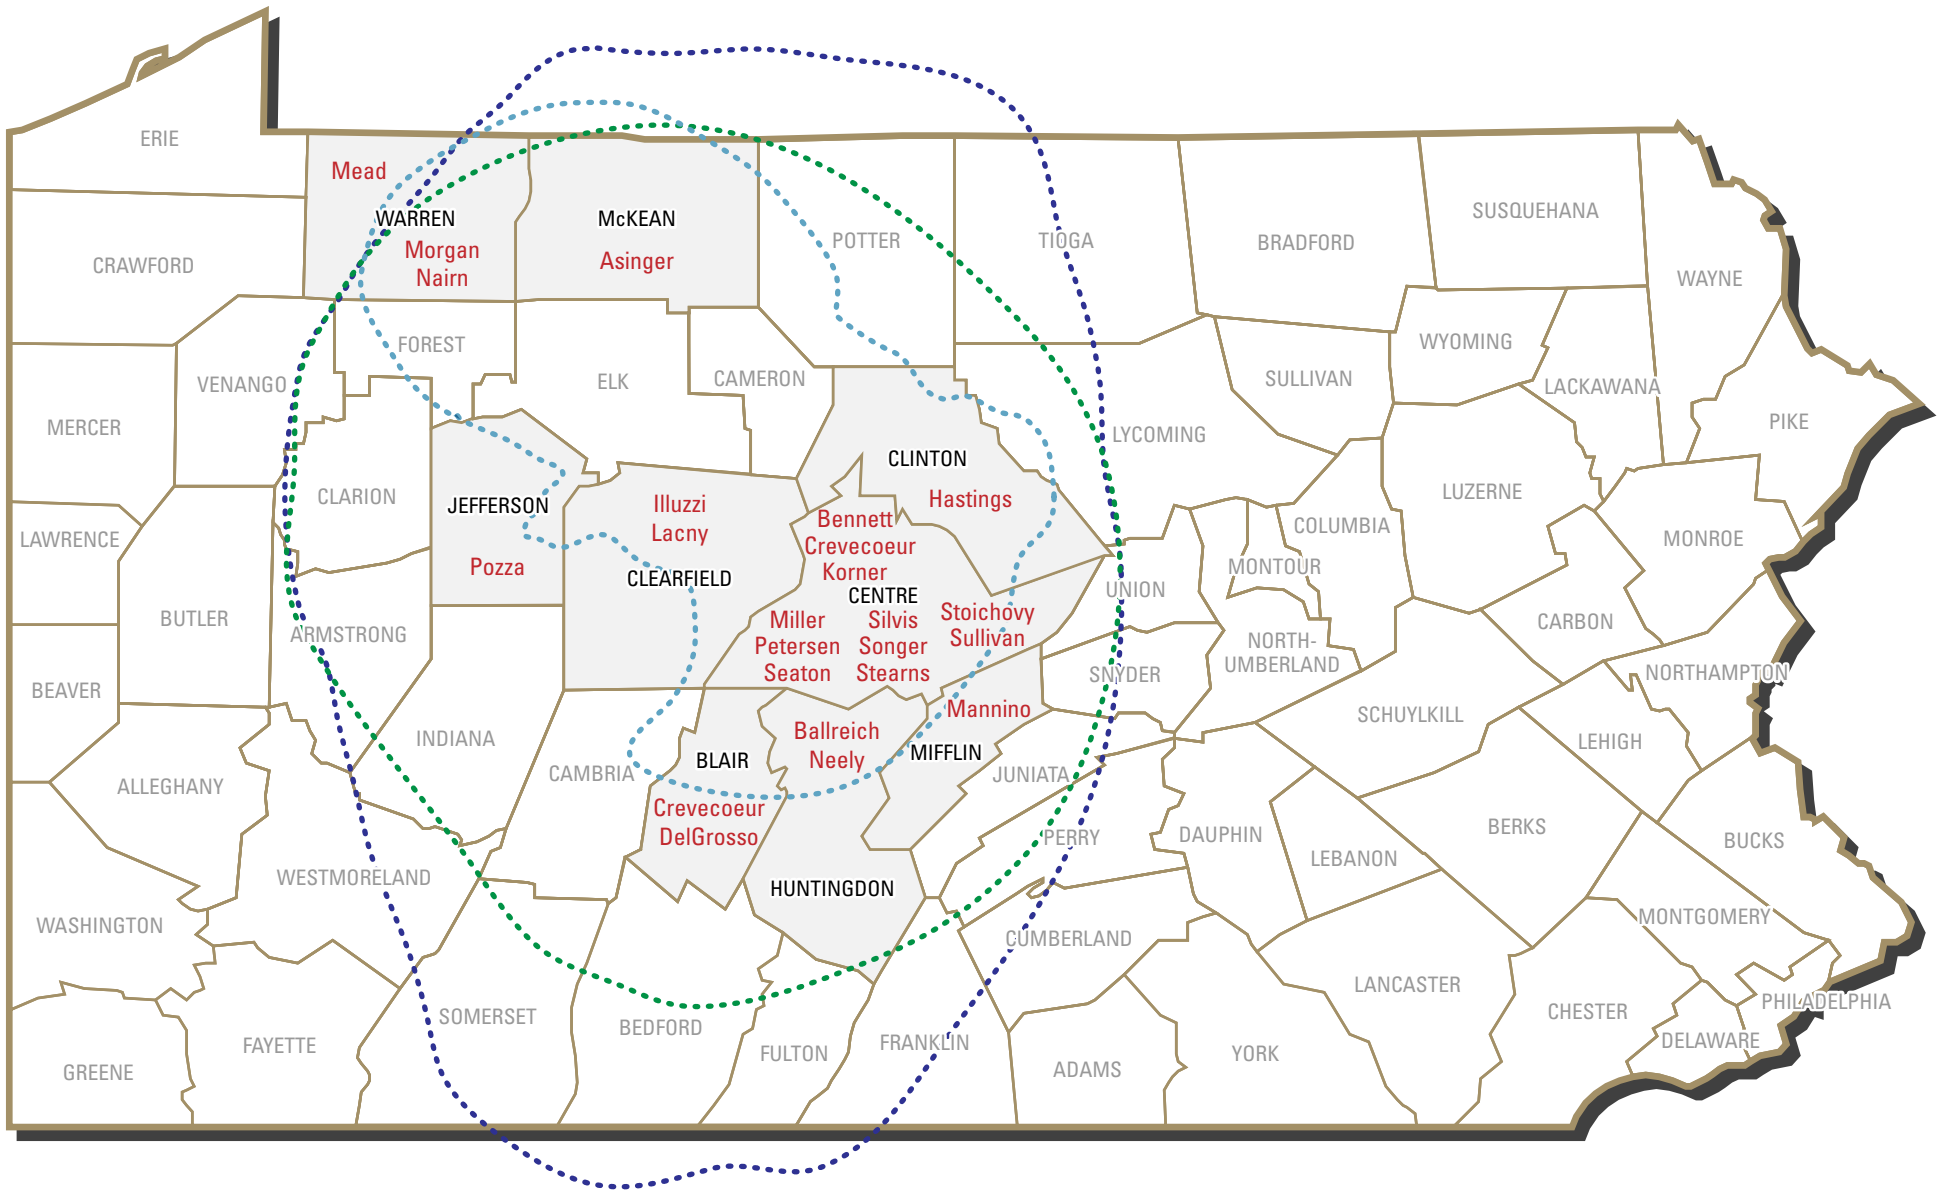 ERIE
Mead
WARREN
McKEAN
Morgan
Nairn
Asinger
POTTER
TIOGA
BRADFORD
SUSQUEHANA
WAYNE
CRAWFORD
FOREST
ELK
CAMERON
VENANGO
MERCER
SULLIVAN
WYOMING
LACKAWANA
PIKE
LYCOMING
CLINTON
Hastings
CLARION
JEFFERSON
Pozza
Illuzzi
Lacny
CLEARFIELD
Bennett
Crevecoeur
Korner
CENTRE
Miller
Petersen
Seaton
Silvis
Songer
Stearns
Stoichovy
Sullivan
LUZERNE
COLUMBIA
MONTOUR
UNION
MONROE
CARBON
LAWRENCE
BUTLER
ARMSTRONG
BEAVER
SNYDER
NORTH-
UMBERLAND
NORTHAMPTON
SCHUYLKILL
LEHIGH
Mannino
MIFFLIN
Ballreich
Neely
BLAIR
Crevecoeur
DelGrosso
CAMBRIA
INDIANA
ALLEGHANY
JUNIATA
PERRY
DAUPHIN
LEBANON
BERKS
BUCKS
WESTMORELAND
HUNTINGDON
WASHINGTON
CUMBERLAND
MONTGOMERY
LANCASTER
CHESTER
PHILADELPHIA
DELAWARE
GREENE
FAYETTE
SOMERSET
BEDFORD
FULTON
FRANKLIN
ADAMS
YORK